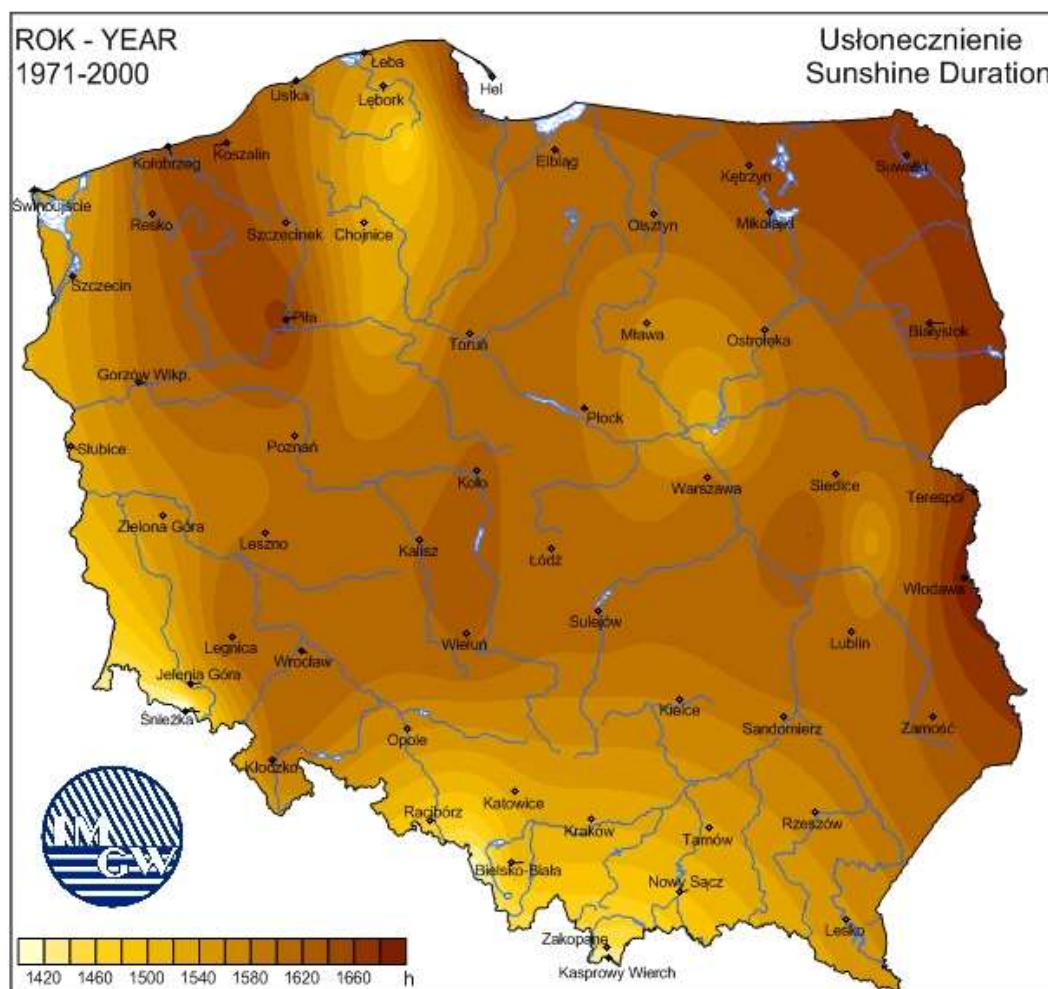 ROK - YEAR
1971-2000
Usłonecznienie
Sunshine Duration
Łeba
Hel
Ustka
Lębork
Koszalin
Kołobrzeg
Elbląg
Suwałki
Kętrzyn
Świnoujście
Resko
Szczecinek
Chojnice
Olsztyn
Mikołajki
Szczecin
Piła
Toruń
Mława
Ostrołęka
Białystok
Gorzów Wlkp.
Płock
Słubice
Poznań
Koło
Warszawa
Siedlce
Terespol
Zielona Góra
Leszno
Kalisz
Łódź
Włodawa
Sulejów
Legnica
Wrocław
Wieluń
Lublin
Jelenia Góra
Śnieżka
Kielce
Sandomierz
Zamość
Opole
Kłodzko
Katowice
Racibórz
Kraków
Tarnów
Rzeszów
IMGW
Bielsko-Biała
Nowy Sącz
Lesko
Zakopane
Kasprowy Wierch
1420 1460 1500 1540 1580 1620 1660 h